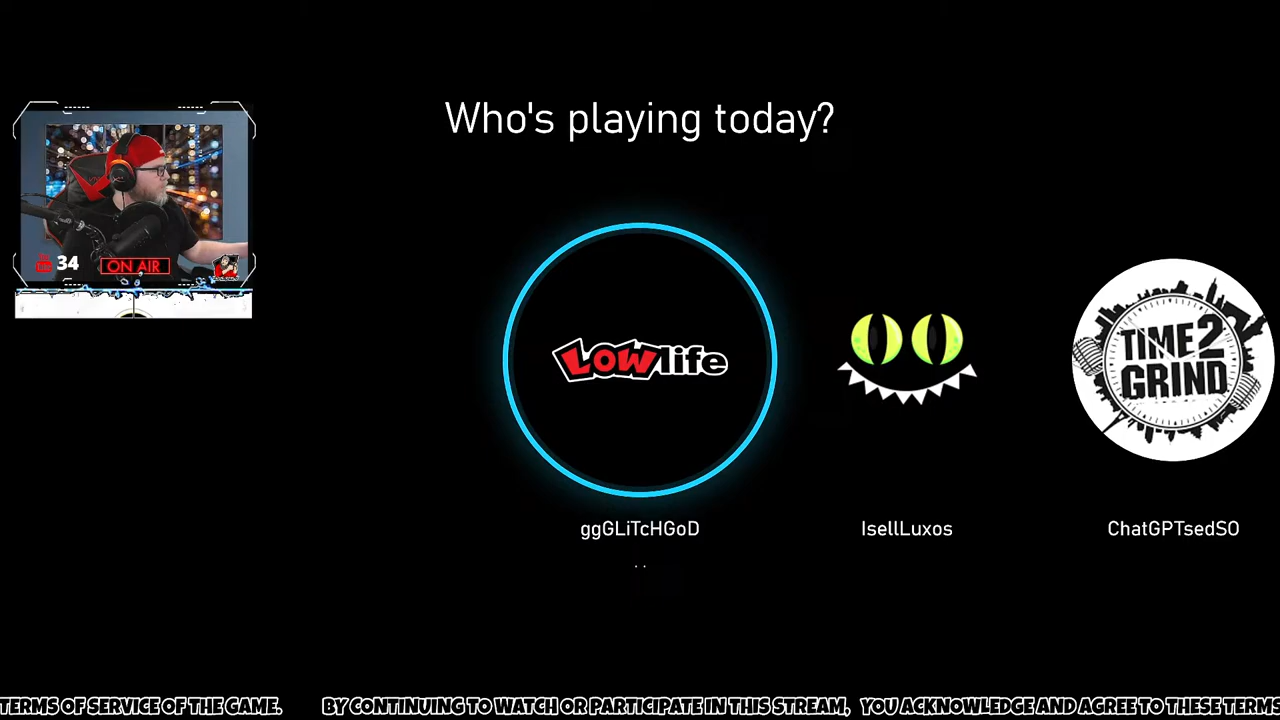 Who's playing today?
34
ON AIR
LOWlife
TIME2
GRIND
ggGLiTcHGoD
IsellLuxos
ChatGPTsedSO
TERMS OF SERVICE OF THE GAME. BY CONTINUING TO WATCH OR PARTICIPATE IN THIS STREAM, YOU ACKNOWLEDGE AND AGREE TO THESE TERMS